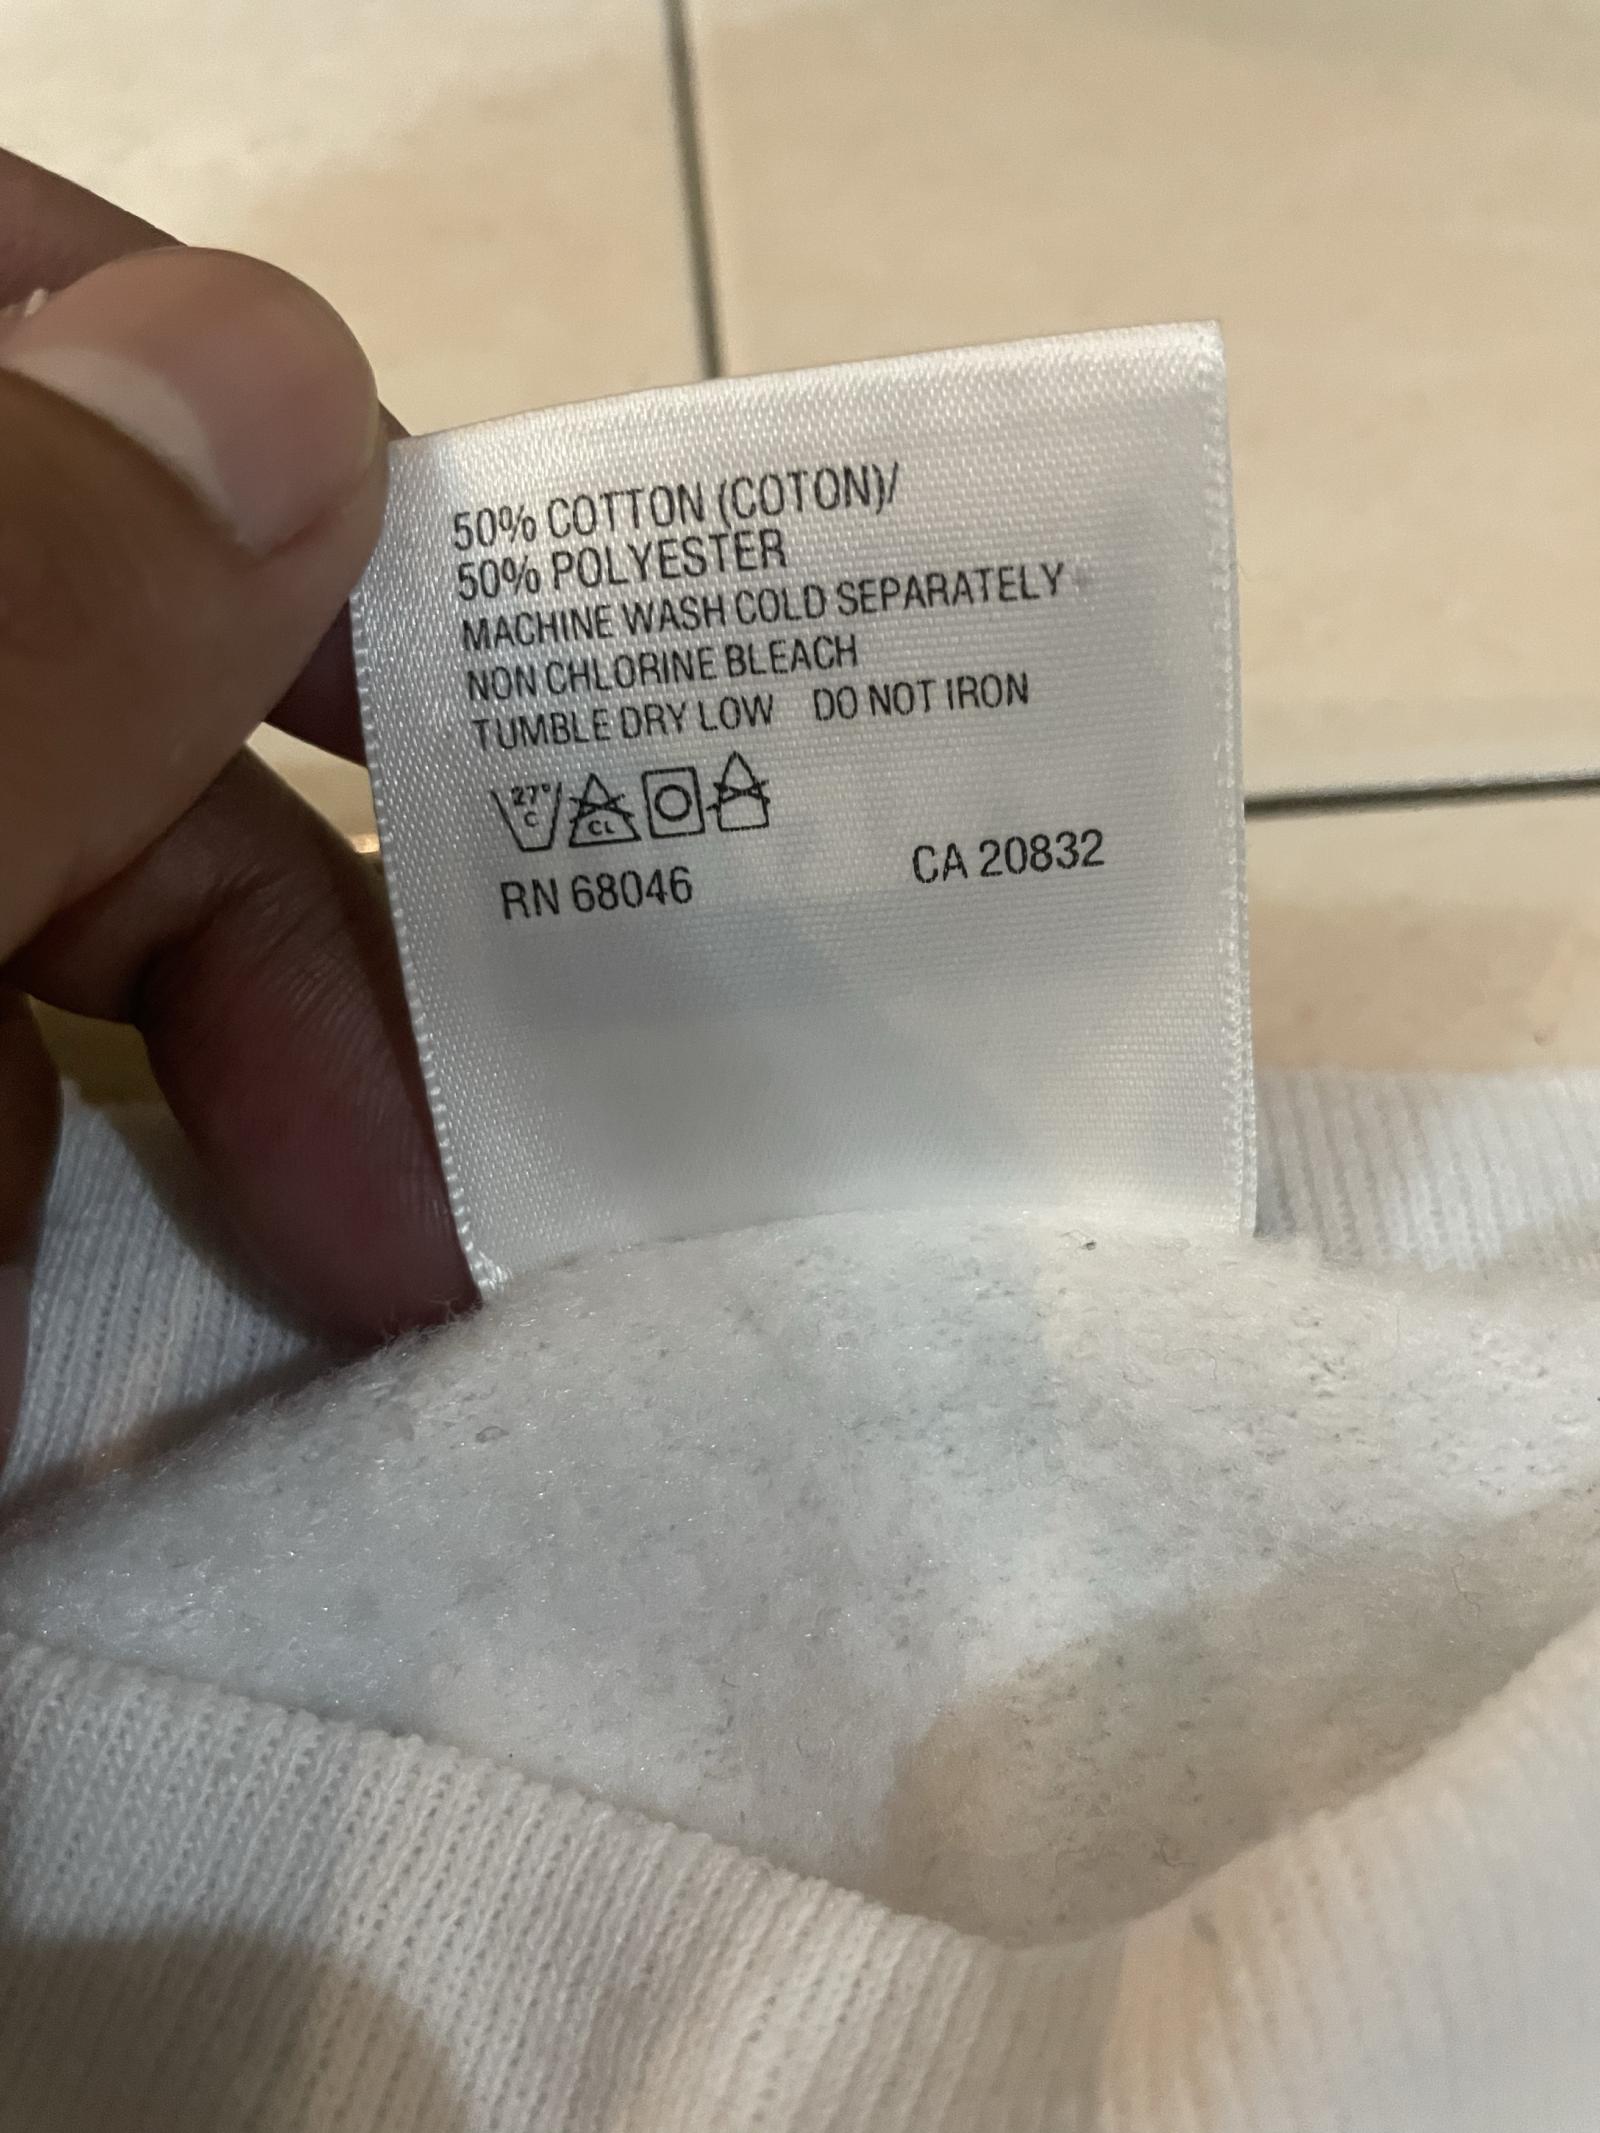 50% COTTON (COTON)/
50% POLYESTER
MACHINE WASH COLD SEPARATELY
NON CHLORINE BLEACH
TUMBLE DRY LOW DO NOT IRON
27°
C
CL
RN 68046 CA 20832